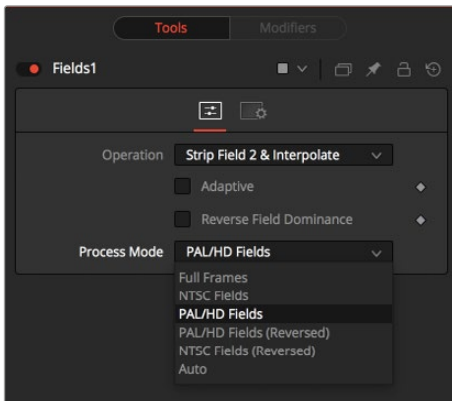 Tools Modifiers
Fields1
Operation Strip Field 2 & Interpolate
Adaptive
Reverse Field Dominance
Process Mode PAL/HD Fields
Full Frames
NTSC Fields
PAL/HD Fields
PAL/HD Fields (Reversed)
NTSC Fields (Reversed)
Auto